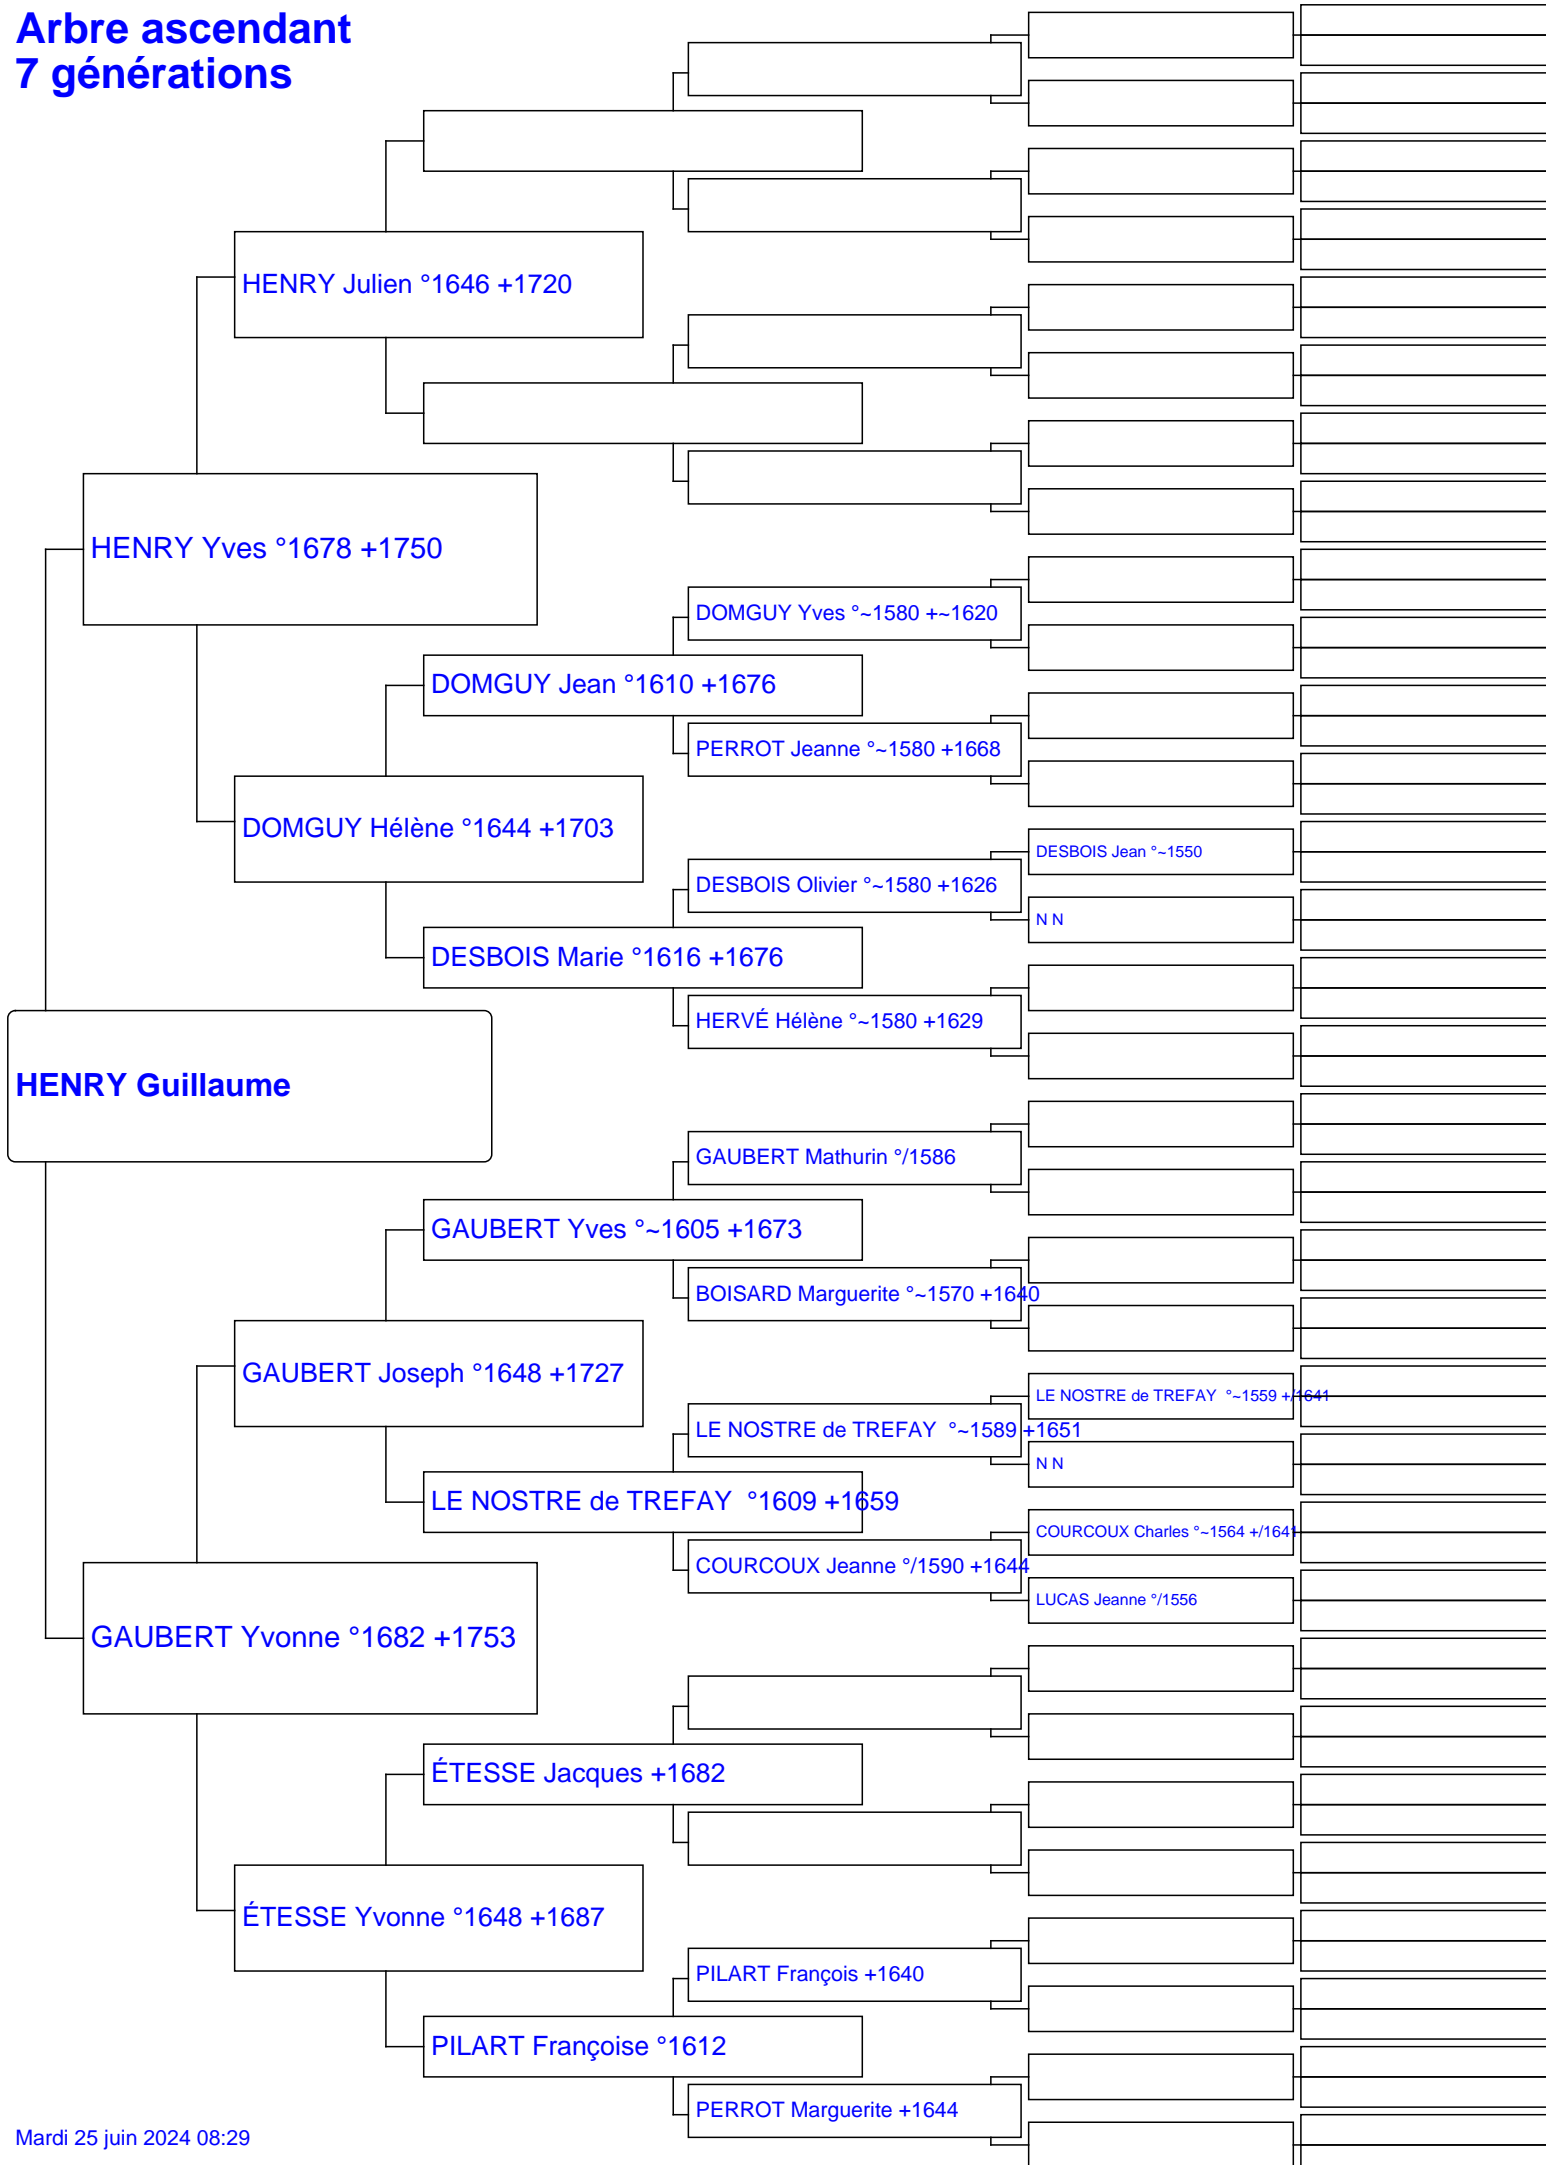 Arbre ascendant
7 générations
HENRY Julien °1646 +1720
HENRY Yves °1678 +1750
DOMGUY Yves °~1580 +~1620
DOMGUY Jean °1610 +1676
PERROT Jeanne °~1580 +1668
DOMGUY Hélène °1644 +1703
DESBOIS Jean °~1550
DESBOIS Olivier °~1580 +1626
N N
DESBOIS Marie °1616 +1676
HERVÉ Hélène °~1580 +1629
HENRY Guillaume
GAUBERT Mathurin °/1586
GAUBERT Yves °~1605 +1673
BOISARD Marguerite °~1570 +1640
GAUBERT Joseph °1648 +1727
LE NOSTRE de TREFAY  °~1559 +/1641
LE NOSTRE de TREFAY  °~1589 +1651
N N
LE NOSTRE de TREFAY  °1609 +1659
COURCOUX Charles °~1564 +/1641
COURCOUX Jeanne °/1590 +1644
LUCAS Jeanne °/1556
GAUBERT Yvonne °1682 +1753
ÉTESSE Jacques +1682
ÉTESSE Yvonne °1648 +1687
PILART François +1640
PILART Françoise °1612
PERROT Marguerite +1644
Mardi 25 juin 2024 08:29